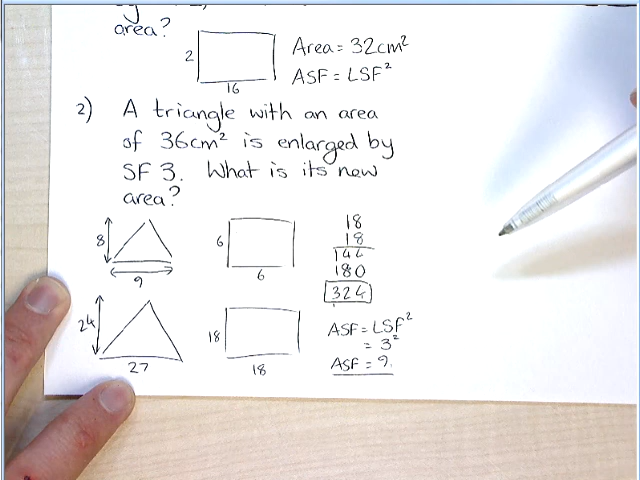 area?
2
16
Area = 32cm²
ASF = LSF²
2) A triangle with an area
of 36cm² is enlarged by
SF 3. What is its new
area?
8
9
6
6
18
18
144
180
324
24
27
18
18
ASF = LSF²
= 3²
ASF = 9.